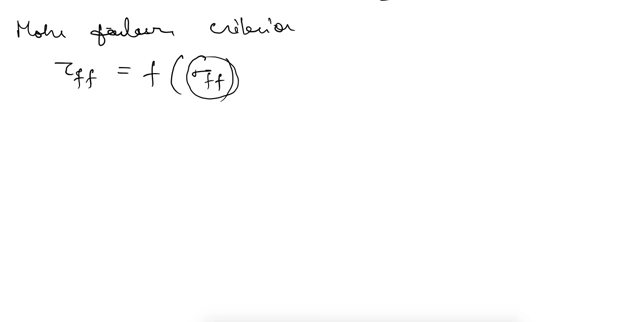 Mohr failure criterion
τff = f (σff)